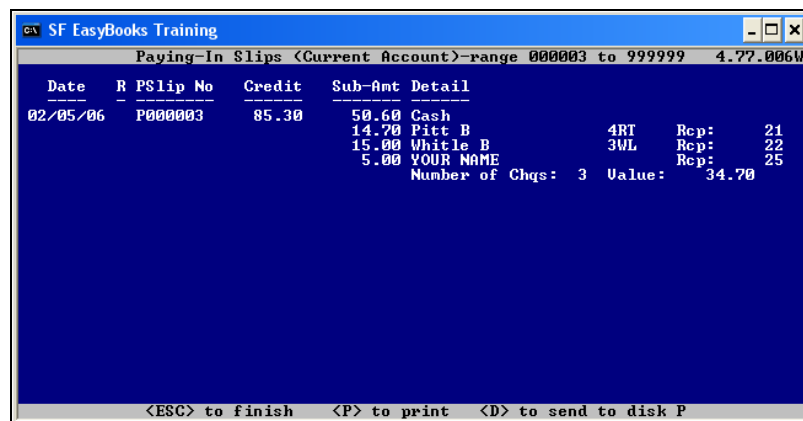 SF EasyBooks Training
Paying-In Slips (Current Account)-range 000003 to 999999 4.77.006W
Date R PSlip No Credit Sub-Amt Detail
02/05/06 P000003 85.30 50.60 Cash
14.70 Pitt B 4RT Rcp: 21
15.00 Whitle B 3WL Rcp: 22
5.00 YOUR NAME Rcp: 25
Number of Chqs: 3 Value: 34.70
<ESC> to finish <P> to print <D> to send to disk P